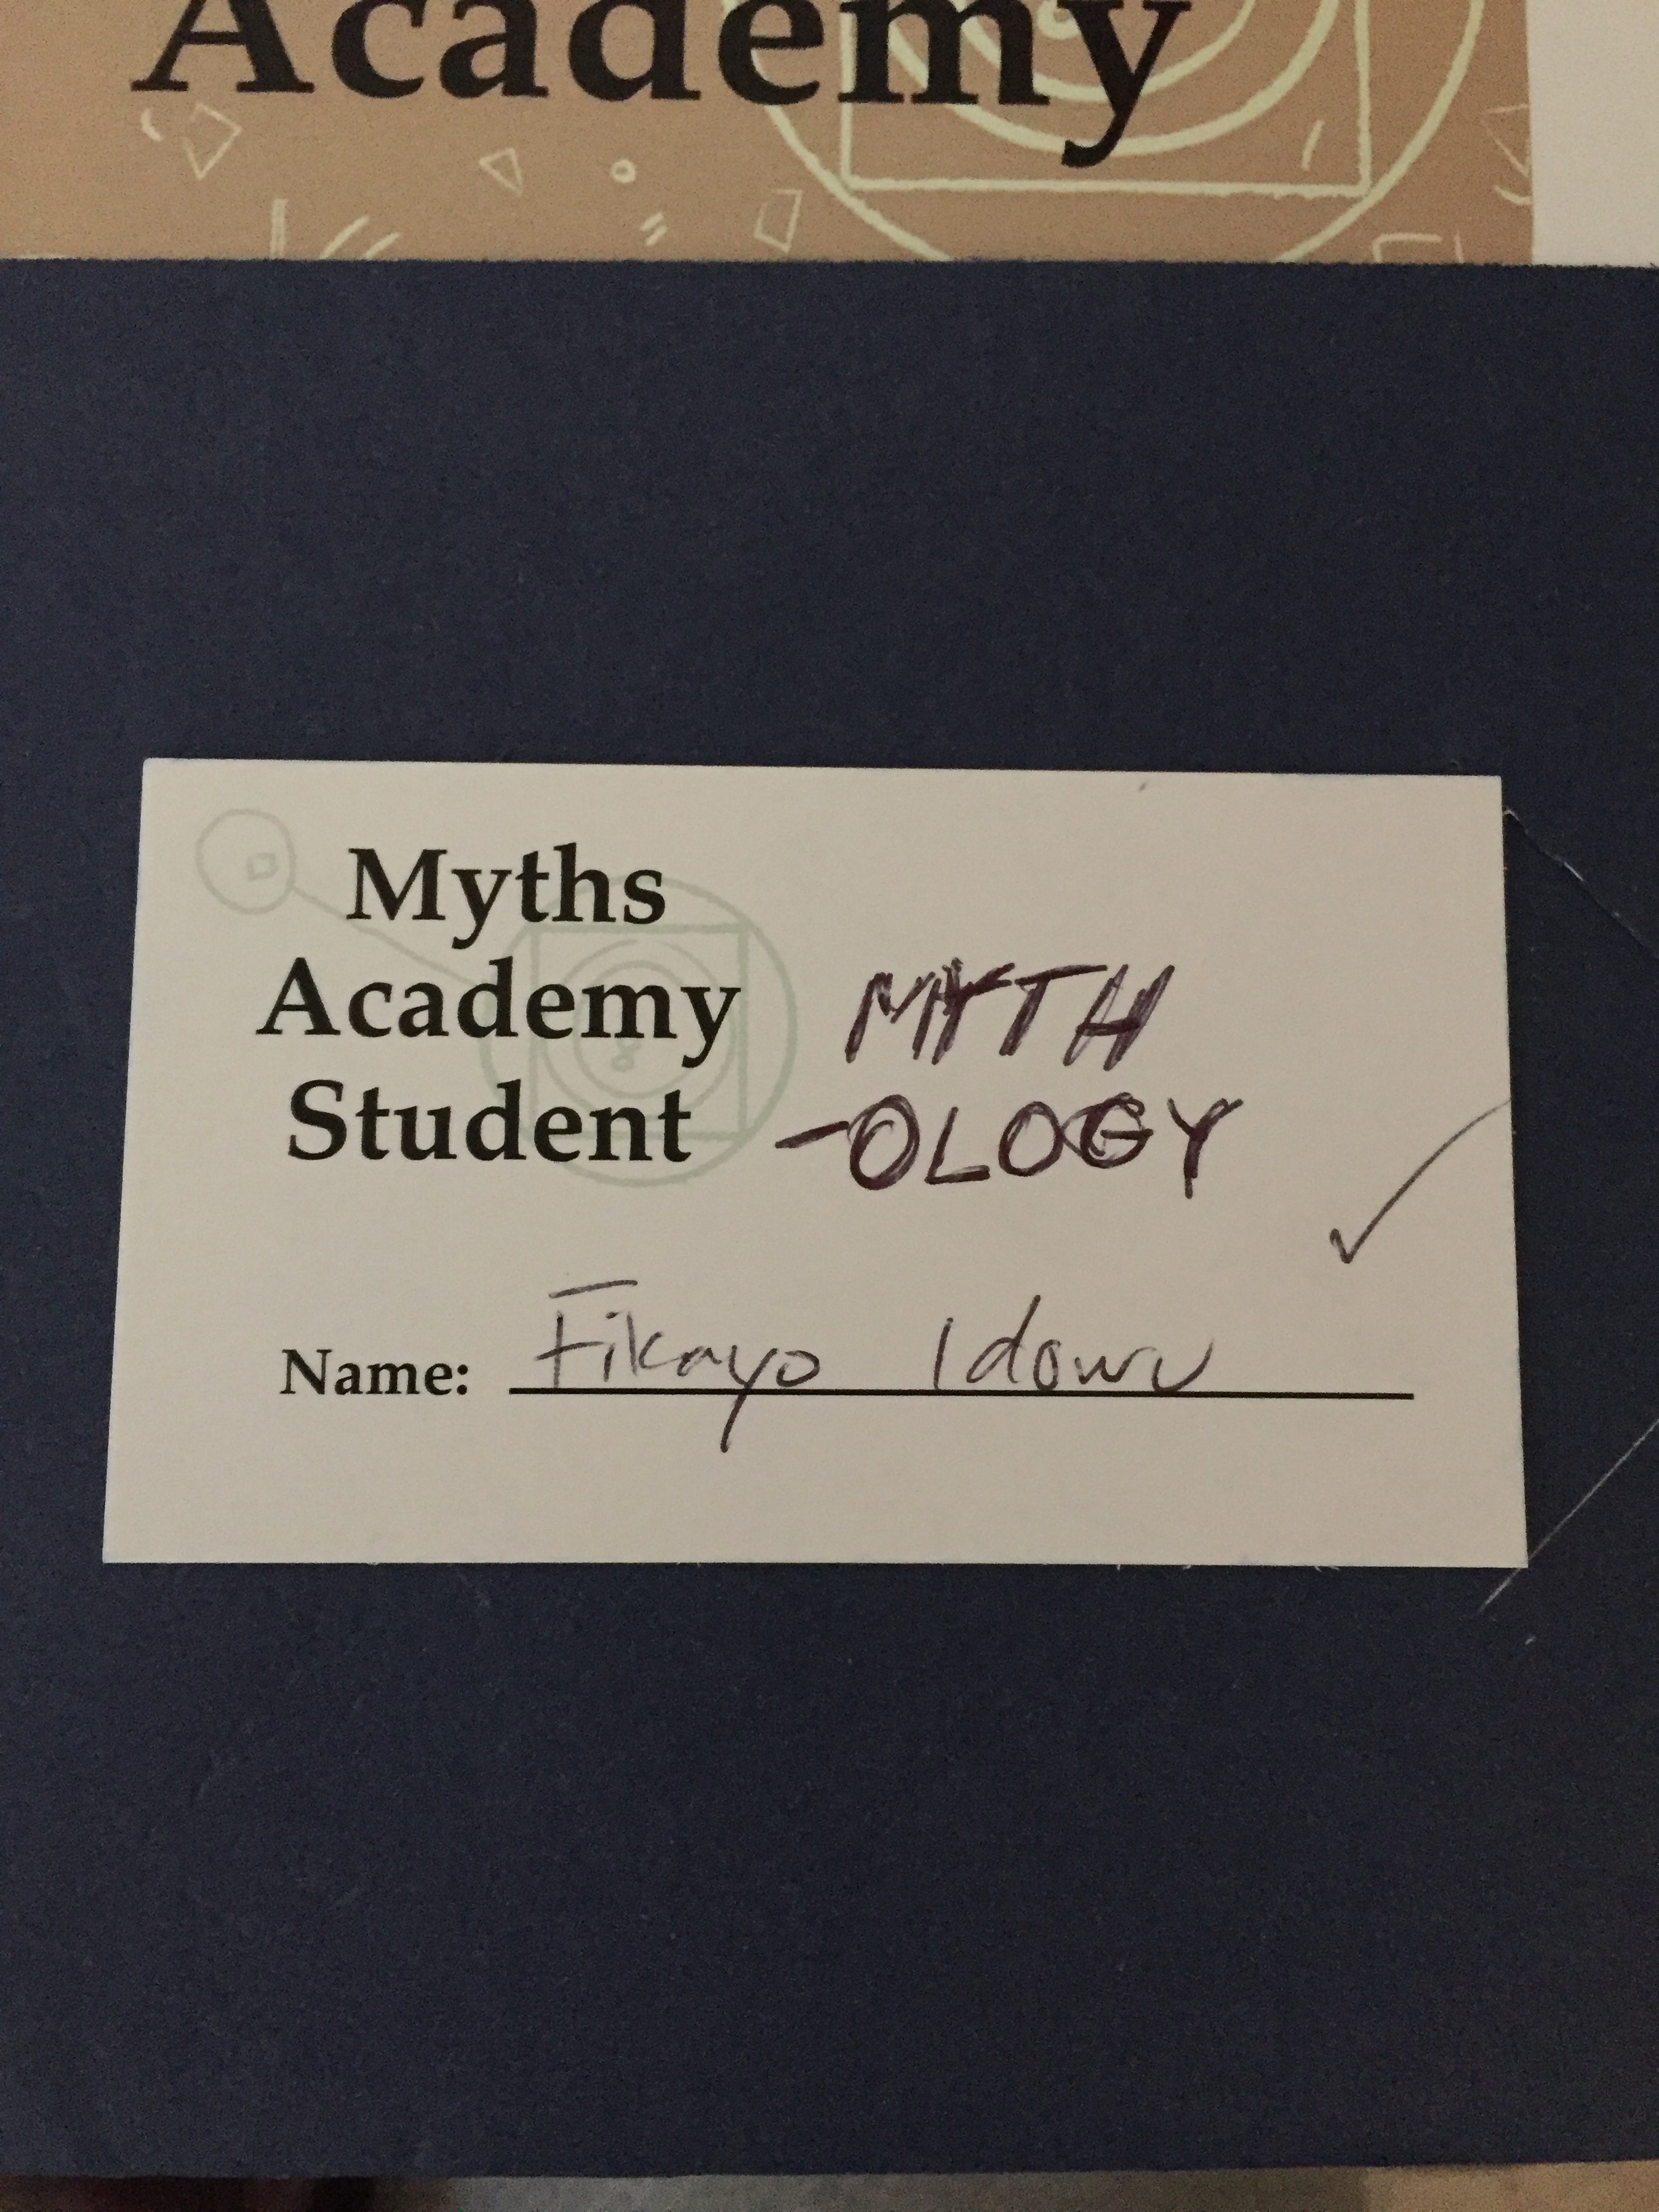 Academy
Myths
Academy
Student
MYTH
-OLOGY
Name: Fikayo Idowu